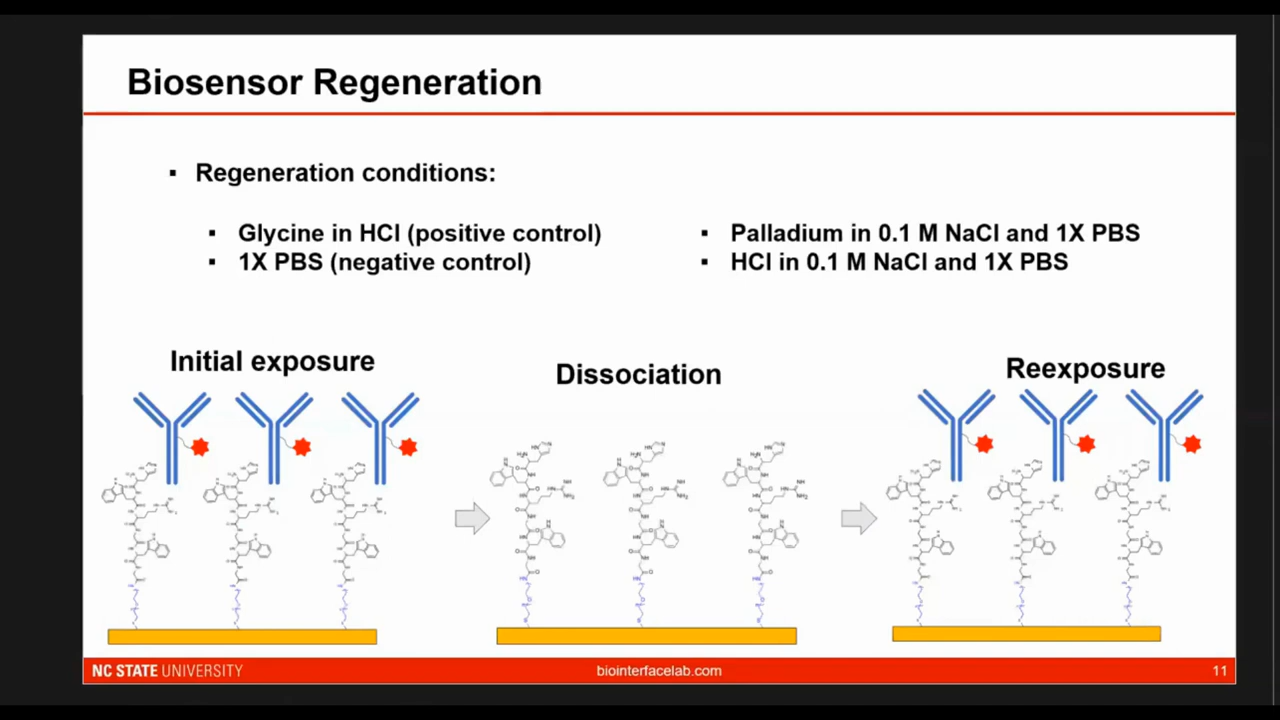 Biosensor Regeneration
▪ Regeneration conditions:
▪ Glycine in HCl (positive control)
▪ 1X PBS (negative control)
▪ Palladium in 0.1 M NaCl and 1X PBS
▪ HCl in 0.1 M NaCl and 1X PBS
Initial exposure
Dissociation
Reexposure
NC STATE UNIVERSITY
biointerfacelab.com
11